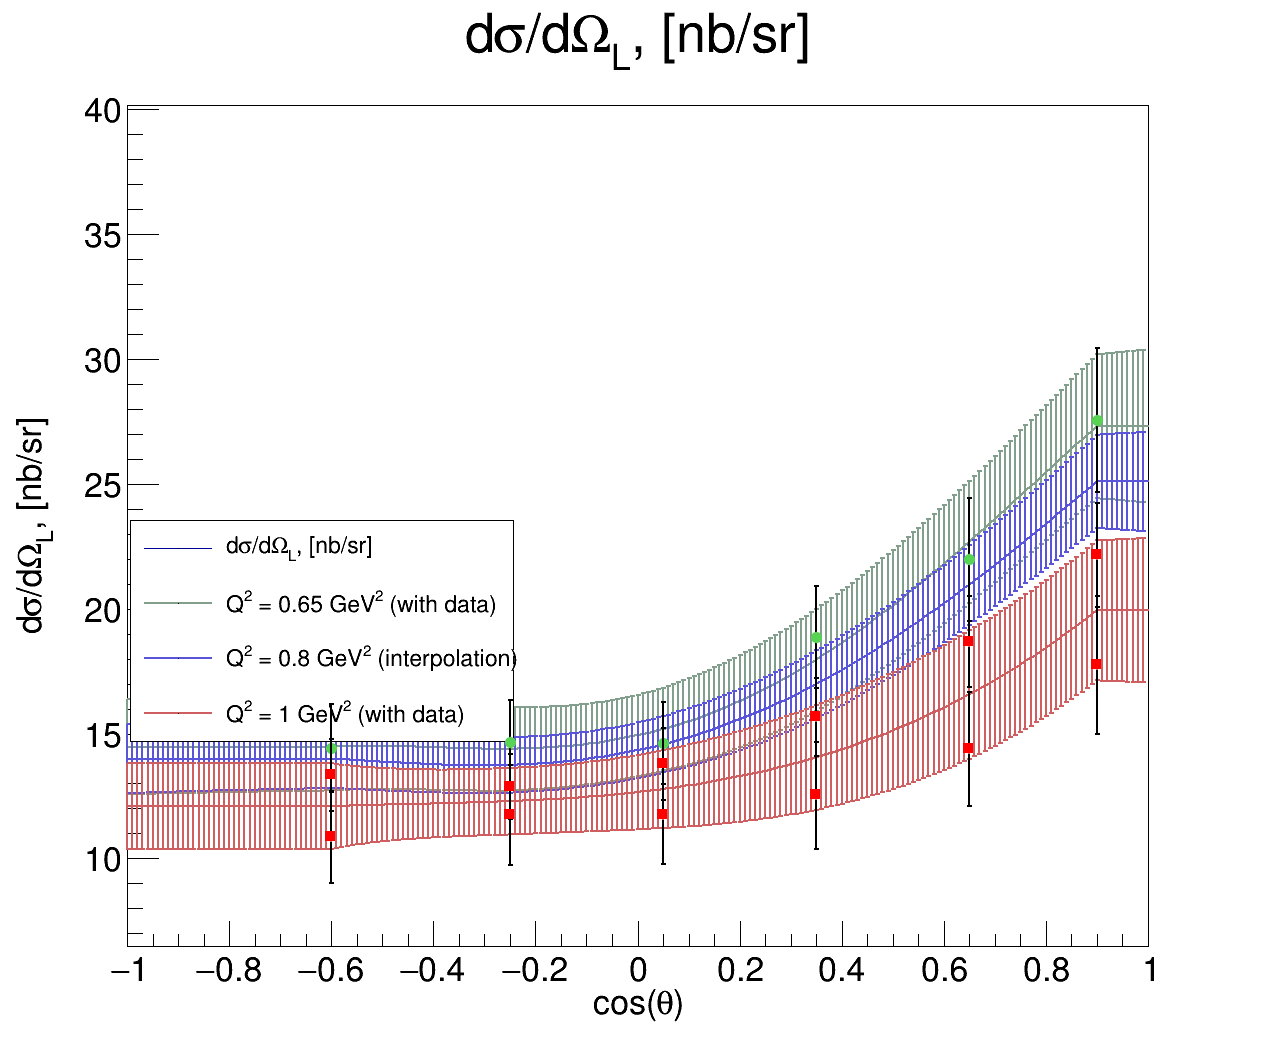 dσ/dΩL, [nb/sr]
40
35
30
25
20
15
10
dσ/dΩL, [nb/sr]
dσ/dΩL, [nb/sr]
Q² = 0.65 GeV² (with data)
Q² = 0.8 GeV² (interpolation)
Q² = 1 GeV² (with data)
−1 −0.8 −0.6 −0.4 −0.2 0 0.2 0.4 0.6 0.8 1
cos(θ)